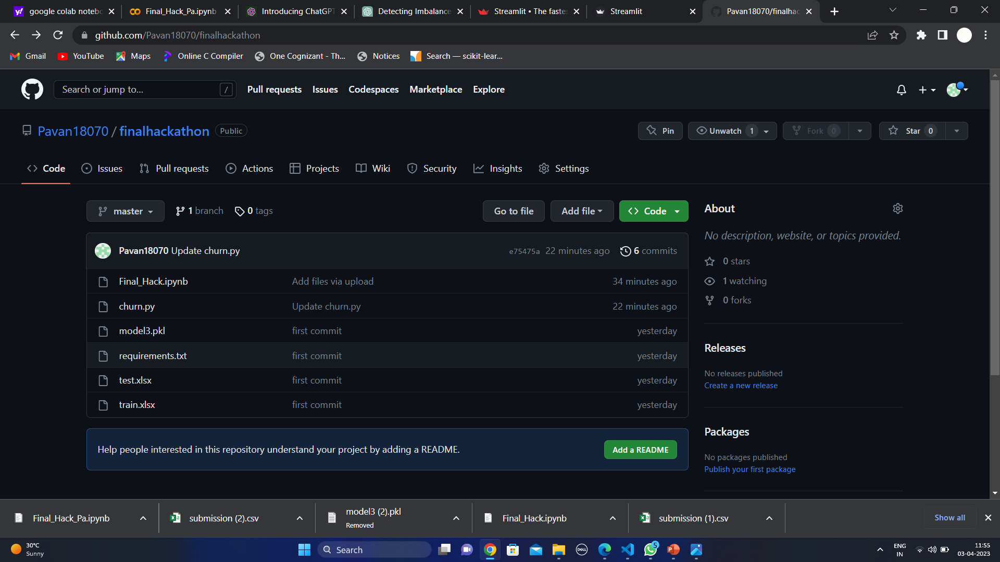 google colab notebo
Final_Hack_Pa.ipynb
Introducing ChatGPT
Detecting Imbalance
Streamlit • The fastes
Streamlit
Pavan18070/finalhac
github.com/Pavan18070/finalhackathon
Gmail
YouTube
Maps
Online C Compiler
One Cognizant - Th...
Notices
Search — scikit-lear...
Search or jump to...
/
Pull requests
Issues
Codespaces
Marketplace
Explore
Pavan18070 / finalhackathon
Public
Pin
Unwatch 1
Fork 0
Star 0
Code
Issues
Pull requests
Actions
Projects
Wiki
Security
Insights
Settings
master
1 branch
0 tags
Go to file
Add file
Code
About
No description, website, or topics provided.
Pavan18070 Update churn.py
e75475a 22 minutes ago
6 commits
0 stars
1 watching
0 forks
Final_Hack.ipynb Add files via upload 34 minutes ago
churn.py Update churn.py 22 minutes ago
model3.pkl first commit yesterday
requirements.txt first commit yesterday
test.xlsx first commit yesterday
train.xlsx first commit yesterday
Releases
No releases published
Create a new release
Help people interested in this repository understand your project by adding a README.
Add a README
Packages
No packages published
Publish your first package
Final_Hack_Pa.ipynb
submission (2).csv
model3 (2).pkl
Removed
Final_Hack.ipynb
submission (1).csv
Show all
30°C
Sunny
Search
DELL
5
P
ENG
IN
11:55
03-04-2023